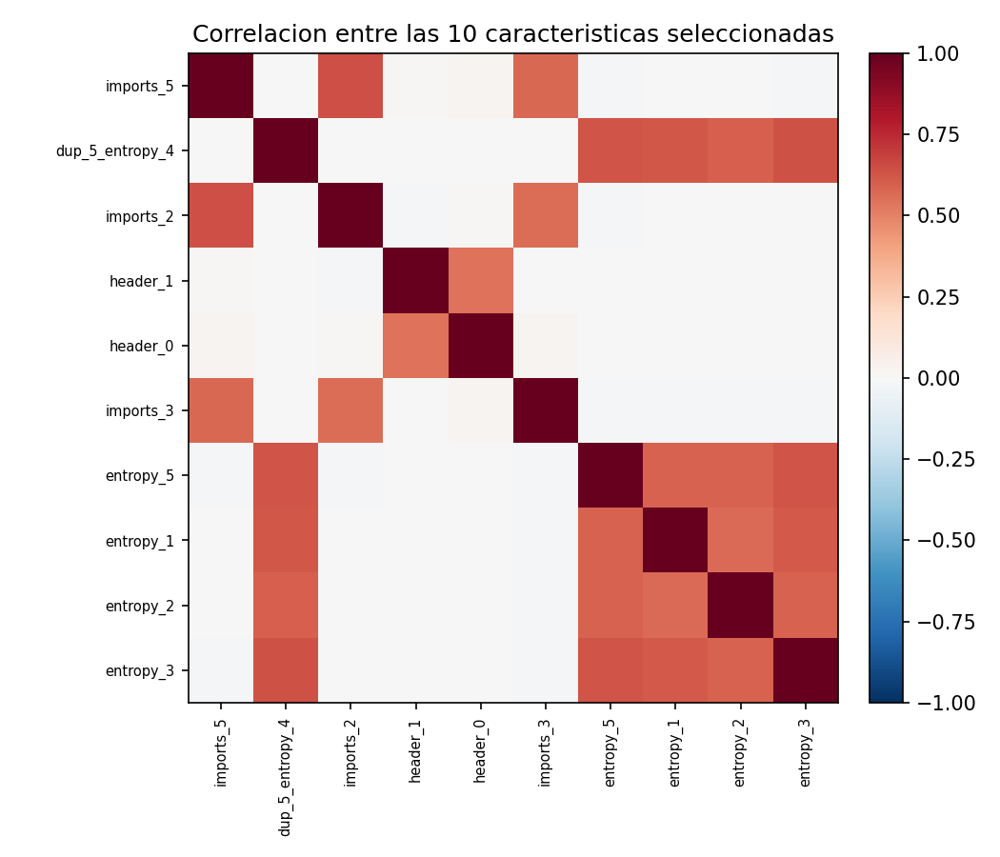 Correlacion entre las 10 caracteristicas seleccionadas
imports_5
dup_5_entropy_4
imports_2
header_1
header_0
imports_3
entropy_5
entropy_1
entropy_2
entropy_3
imports_5
dup_5_entropy_4
imports_2
header_1
header_0
imports_3
entropy_5
entropy_1
entropy_2
entropy_3
1.00
0.75
0.50
0.25
0.00
−0.25
−0.50
−0.75
−1.00